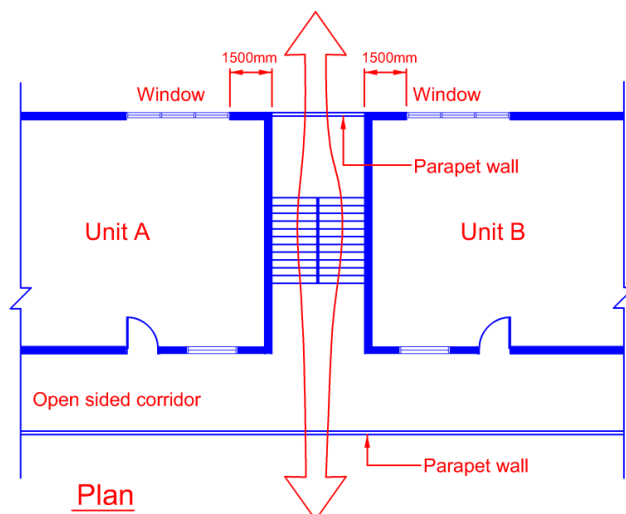 1500mm
1500mm
Window
Window
Parapet wall
Unit A
Unit B
Open sided corridor
Parapet wall
Plan